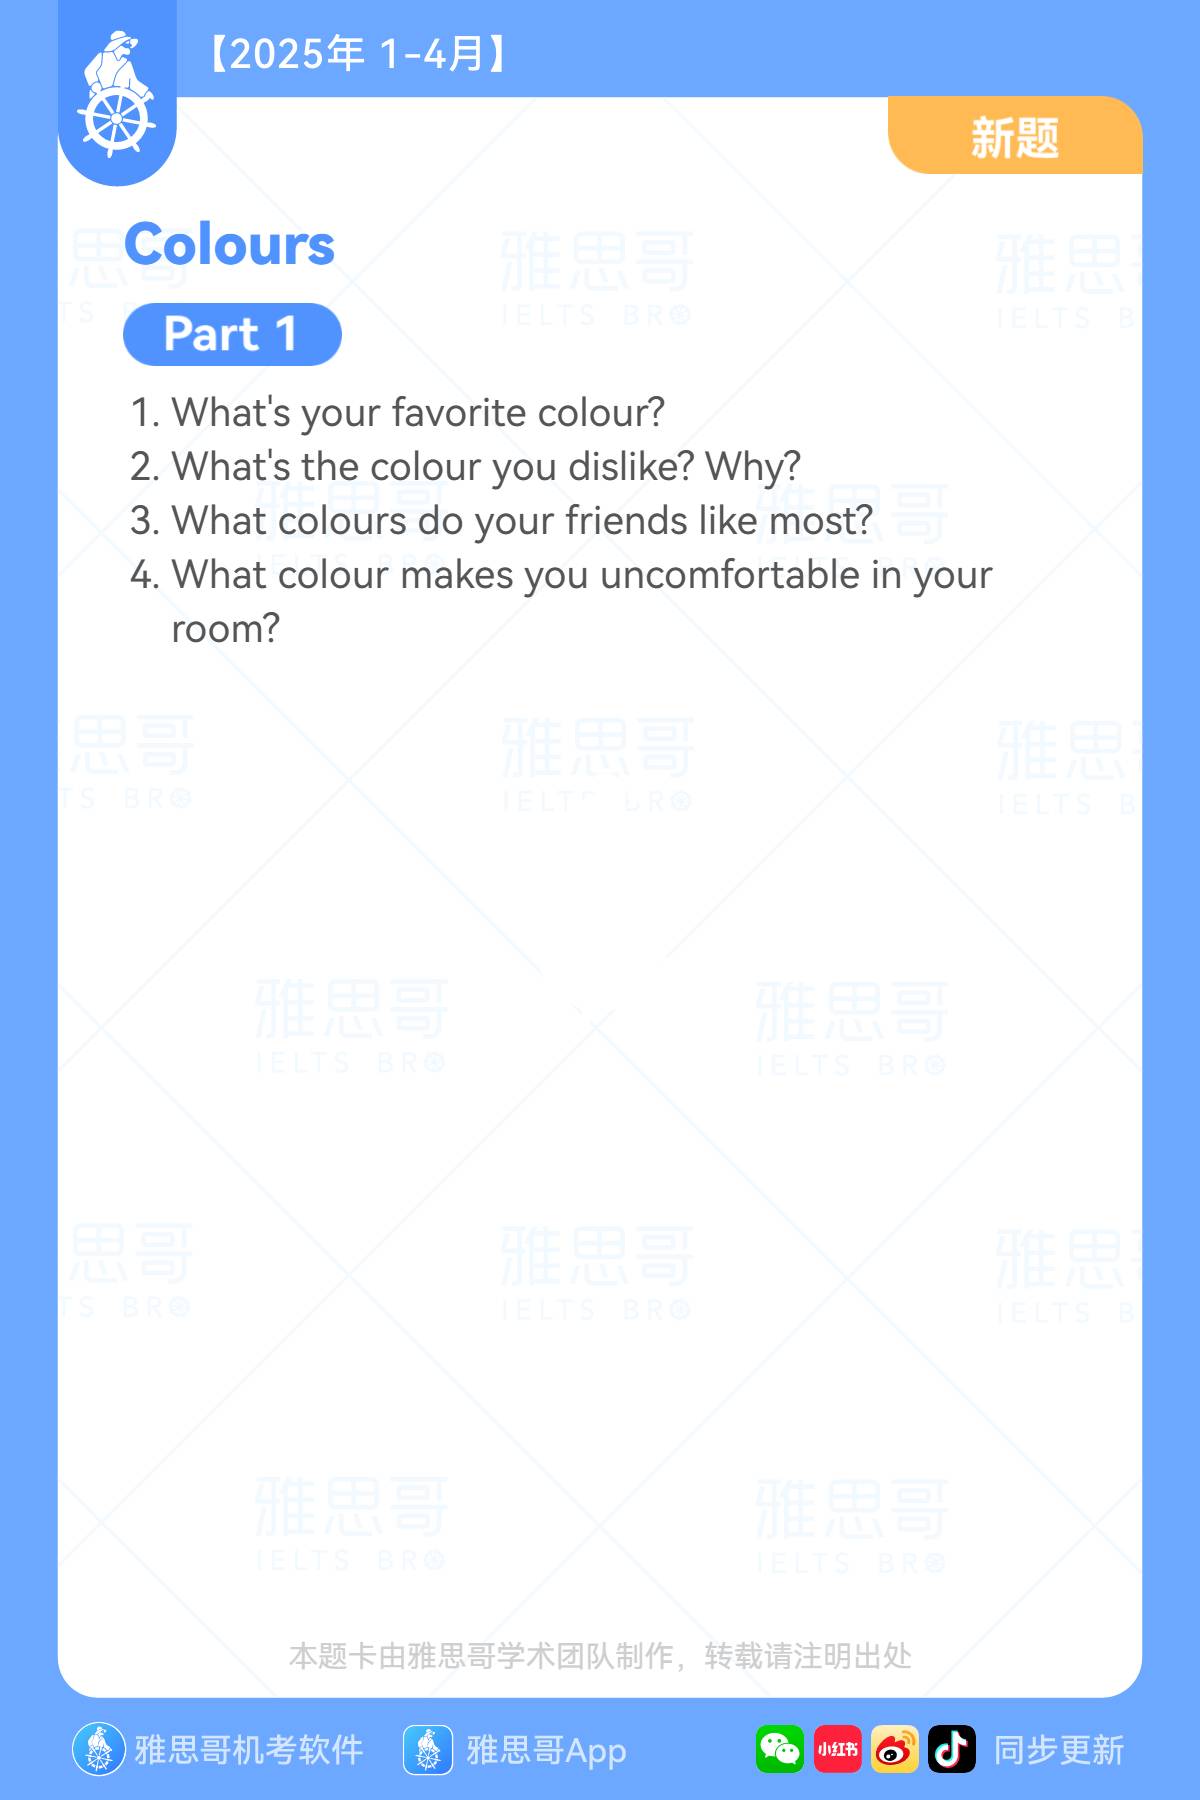 【2025年 1-4月】
新题
Colours
Part 1
1. What's your favorite colour?
2. What's the colour you dislike? Why?
3. What colours do your friends like most?
4. What colour makes you uncomfortable in your
room?
雅思哥
IELTS BRO
本题卡由雅思哥学术团队制作，转载请注明出处
雅思哥机考软件
雅思哥App
小红书
同步更新